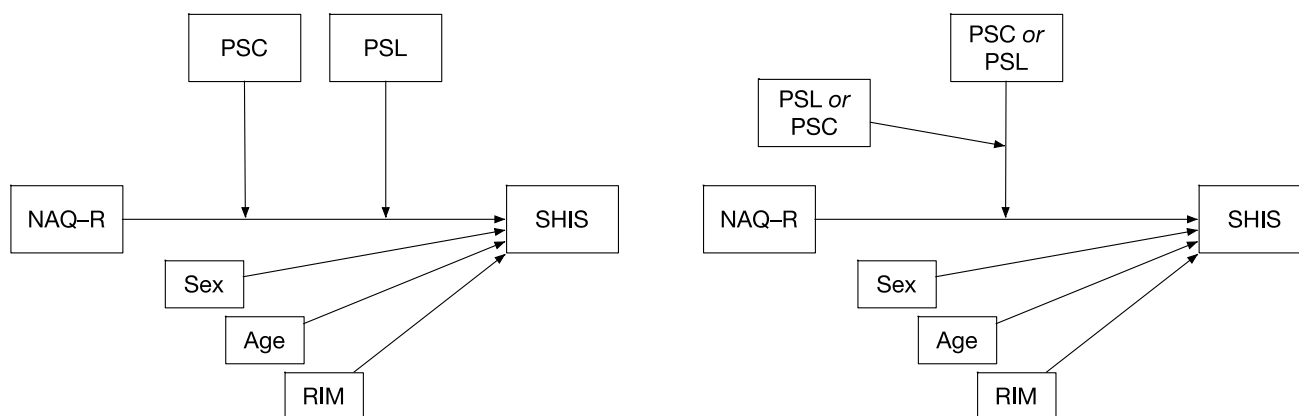 PSC
PSL
NAQ–R
SHIS
Sex
Age
RIM
PSC or
PSL
PSL or
PSC
NAQ–R
SHIS
Sex
Age
RIM